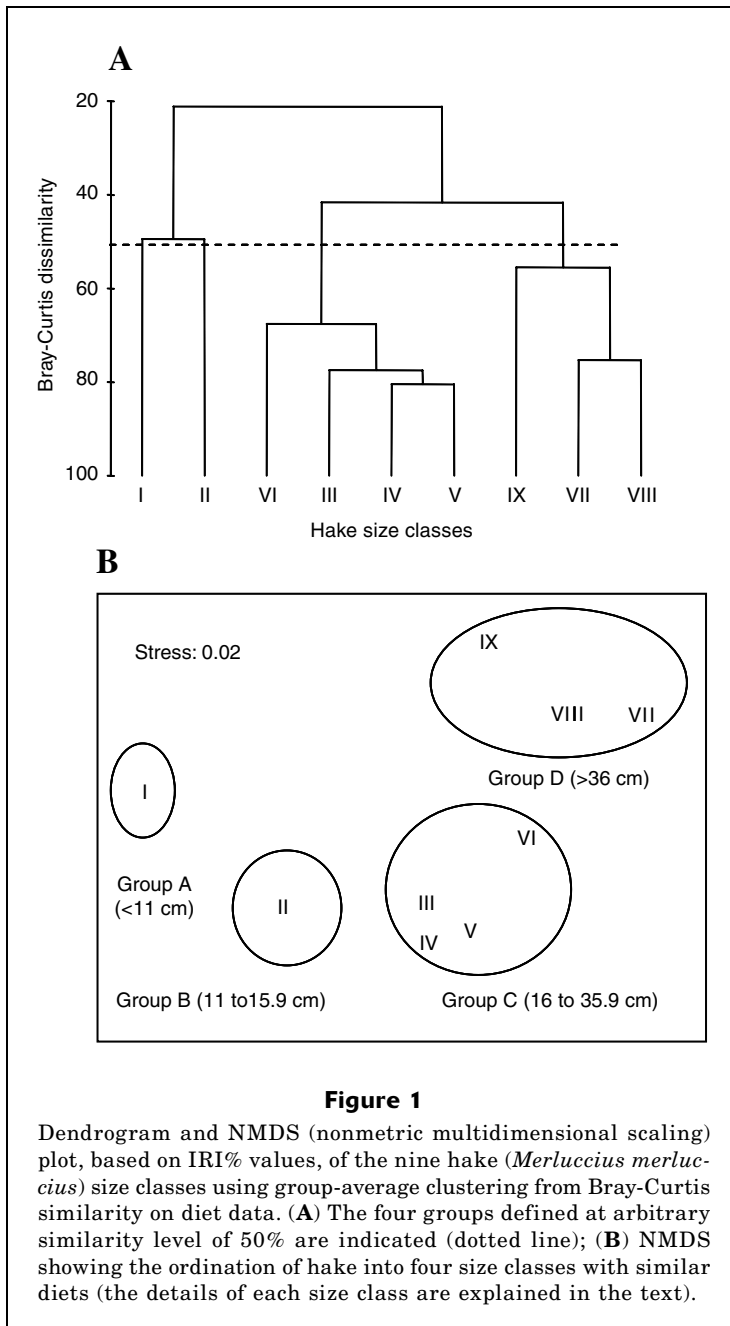 A
20
40
60
80
100
Bray-Curtis dissimilarity
I II VI III IV V IX VII VIII
Hake size classes
B
Stress: 0.02
IX
VIII VII
Group D (>36 cm)
I
VI
Group A
(<11 cm)
II
III
V
IV
Group B (11 to15.9 cm)
Group C (16 to 35.9 cm)
Figure 1
Dendrogram and NMDS (nonmetric multidimensional scaling)
plot, based on IRI% values, of the nine hake (Merluccius merluc-
cius) size classes using group-average clustering from Bray-Curtis
similarity on diet data. (A) The four groups defined at arbitrary
similarity level of 50% are indicated (dotted line); (B) NMDS
showing the ordination of hake into four size classes with similar
diets (the details of each size class are explained in the text).